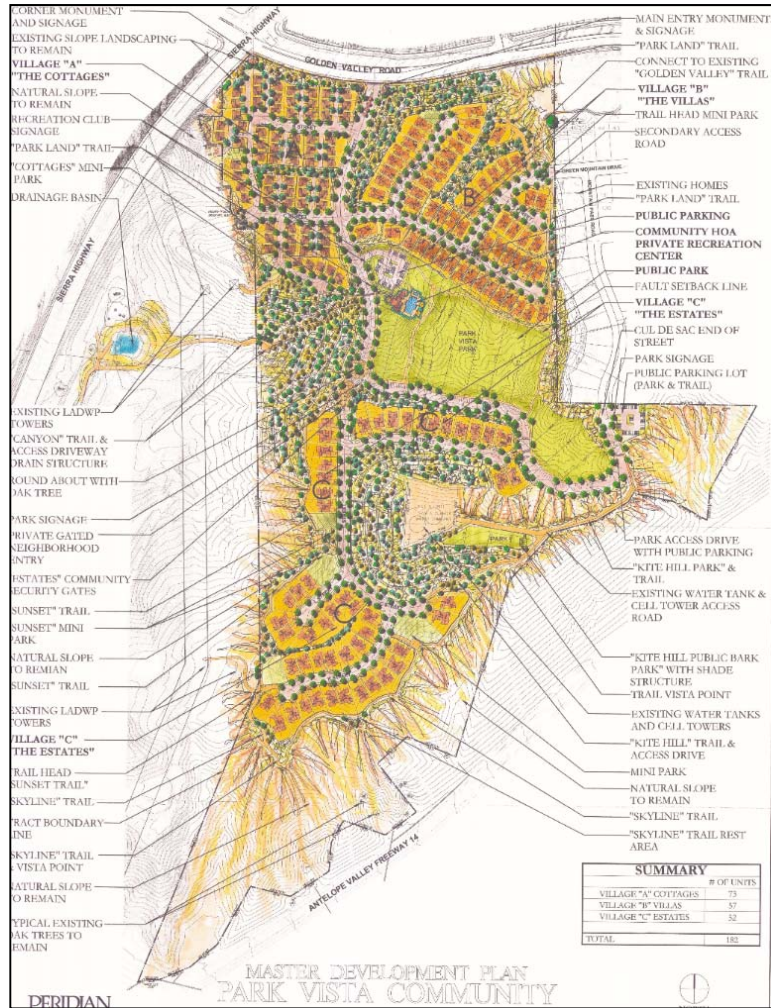 CORNER MONUMENT
AND SIGNAGE
EXISTING SLOPE LANDSCAPING
TO REMAIN
VILLAGE "A"
"THE COTTAGES"
NATURAL SLOPE
TO REMAIN
RECREATION CLUB
SIGNAGE
"PARK LAND" TRAIL
"COTTAGES" MINI
PARK
DRAINAGE BASIN
EXISTING LADWP
TOWERS
"CANYON" TRAIL &
ACCESS DRIVEWAY
DRAIN STRUCTURE
ROUND ABOUT WITH
OAK TREE
PARK SIGNAGE
PRIVATE GATED
NEIGHBORHOOD
ENTRY
ESTATES" COMMUNITY
SECURITY GATES
SUNSET" TRAIL
SUNSET" MINI
PARK
NATURAL SLOPE
TO REMIAN
SUNSET" TRAIL
EXISTING LADWP
TOWERS
VILLAGE "C"
"THE ESTATES"
TRAIL HEAD
SUNSET TRAIL"
SKYLINE" TRAIL
TRACT BOUNDARY
LINE
SKYLINE" TRAIL
& VISTA POINT
NATURAL SLOPE
TO REMAIN
TYPICAL EXISTING
OAK TREES TO
REMAIN
PERIDIAN
SIERRA HIGHWAY
GOLDEN VALLEY ROAD
SIERRA HIGHWAY
A
B
GREEN MOUNTAIN DRIVE
PARK
VISTA
PARK
C
C
C
PARK
ANTELOPE VALLEY FREEWAY 14
MAIN ENTRY MONUMENT
& SIGNAGE
"PARK LAND" TRAIL
CONNECT TO EXISTING
"GOLDEN VALLEY" TRAIL
VILLAGE "B"
"THE VILLAS"
TRAIL HEAD MINI PARK
SECONDARY ACCESS
ROAD
EXISTING HOMES
"PARK LAND" TRAIL
PUBLIC PARKING
COMMUNITY HOA
PRIVATE RECREATION
CENTER
PUBLIC PARK
FAULT SETBACK LINE
VILLAGE "C"
"THE ESTATES"
CUL DE SAC END OF
STREET
PARK SIGNAGE
PUBLIC PARKING LOT
(PARK & TRAIL)
PARK ACCESS DRIVE
WITH PUBLIC PARKING
"KITE HILL PARK" &
TRAIL
EXISTING WATER TANK &
CELL TOWER ACCESS
ROAD
"KITE HILL PUBLIC BARK
PARK" WITH SHADE
STRUCTURE
TRAIL VISTA POINT
EXISTING WATER TANKS
AND CELL TOWERS
"KITE HILL" TRAIL &
ACCESS DRIVE
MINI PARK
NATURAL SLOPE
TO REMAIN
"SKYLINE" TRAIL
"SKYLINE" TRAIL REST
AREA
SUMMARY
# OF UNITS
VILLAGE "A" COTTAGES 73
VILLAGE "B" VILLAS 57
VILLAGE "C" ESTATES 52
TOTAL 182
MASTER DEVELOPMENT PLAN
PARK VISTA COMMUNITY